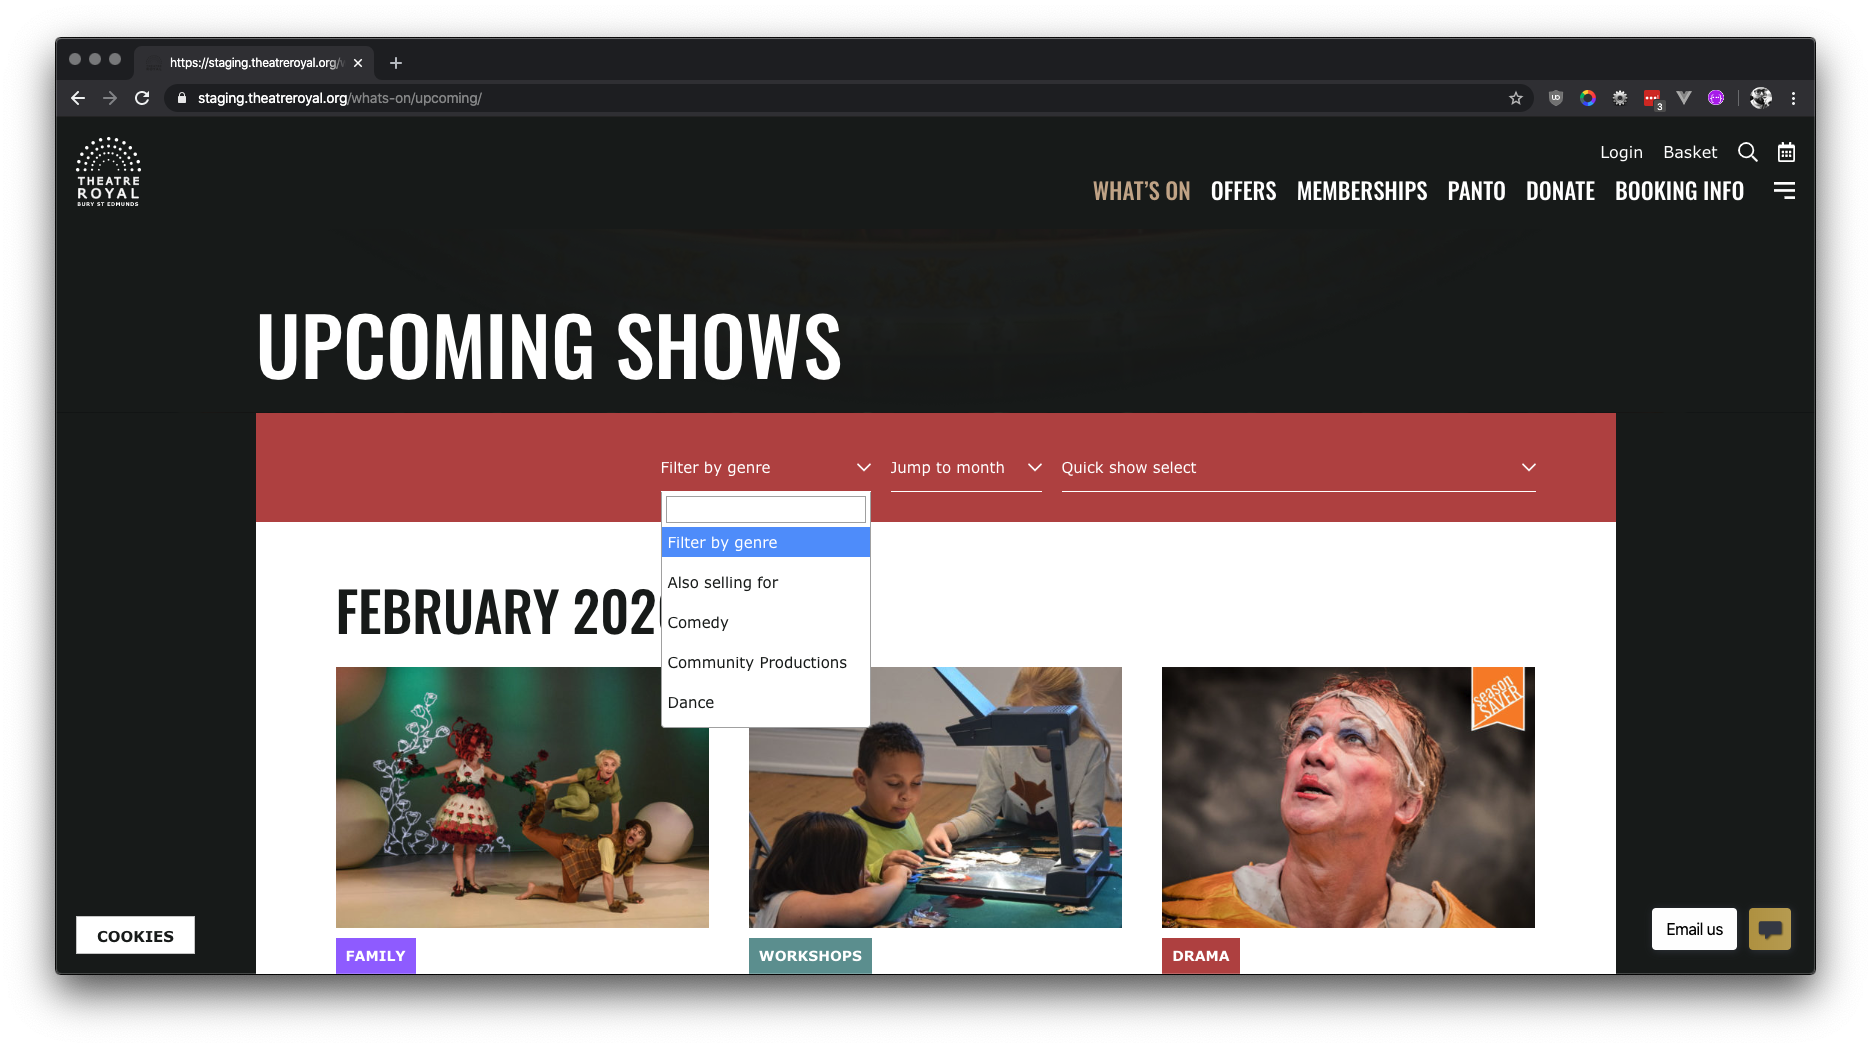 https://staging.theatreroyal.org/w
staging.theatreroyal.org/whats-on/upcoming/
3
THEATRE
ROYAL
BURY ST EDMUNDS
Login Basket
WHAT'S ON OFFERS MEMBERSHIPS PANTO DONATE BOOKING INFO
UPCOMING SHOWS
Filter by genre Jump to month Quick show select
Filter by genre
Also selling for
Comedy
Community Productions
Dance
FEBRUARY 202
season
SAVER
FAMILY WORKSHOPS DRAMA
COOKIES
Email us